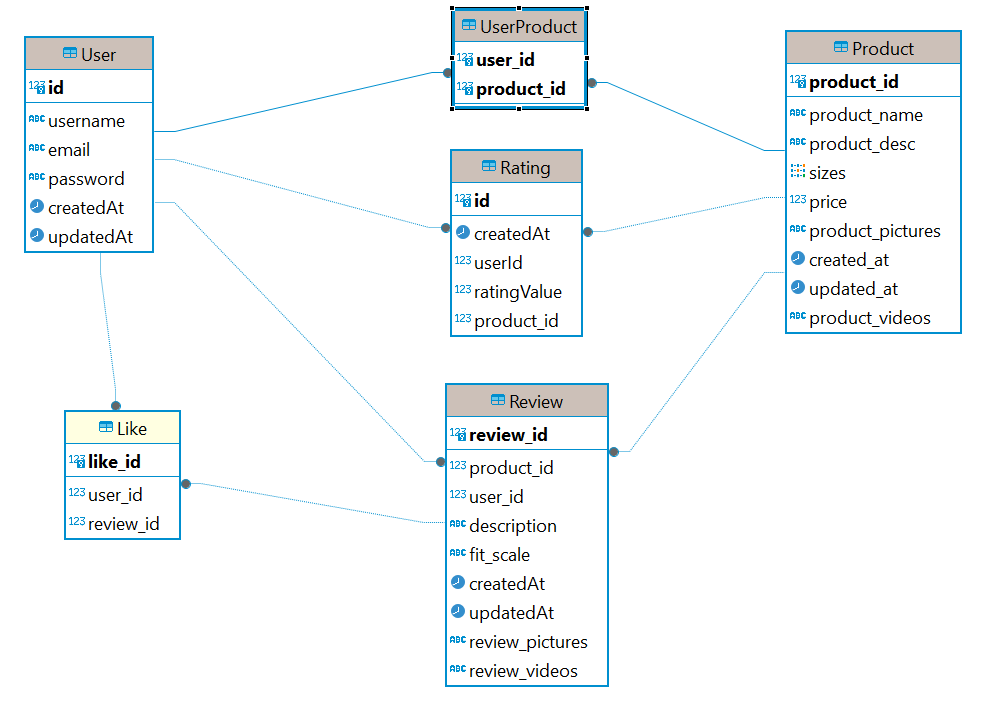 User
id
username
email
password
createdAt
updatedAt
UserProduct
user_id
product_id
Product
product_id
product_name
product_desc
sizes
price
product_pictures
created_at
updated_at
product_videos
Rating
id
createdAt
userId
ratingValue
product_id
Like
like_id
user_id
review_id
Review
review_id
product_id
user_id
description
fit_scale
createdAt
updatedAt
review_pictures
review_videos